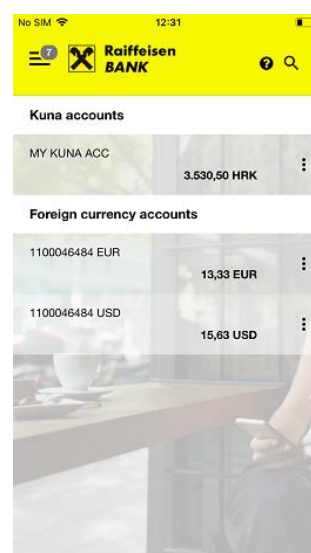 No SIM 12:31
7
Raiffeisen
BANK
Kuna accounts
MY KUNA ACC
3.530,50 HRK
Foreign currency accounts
1100046484 EUR
13,33 EUR
1100046484 USD
15,63 USD